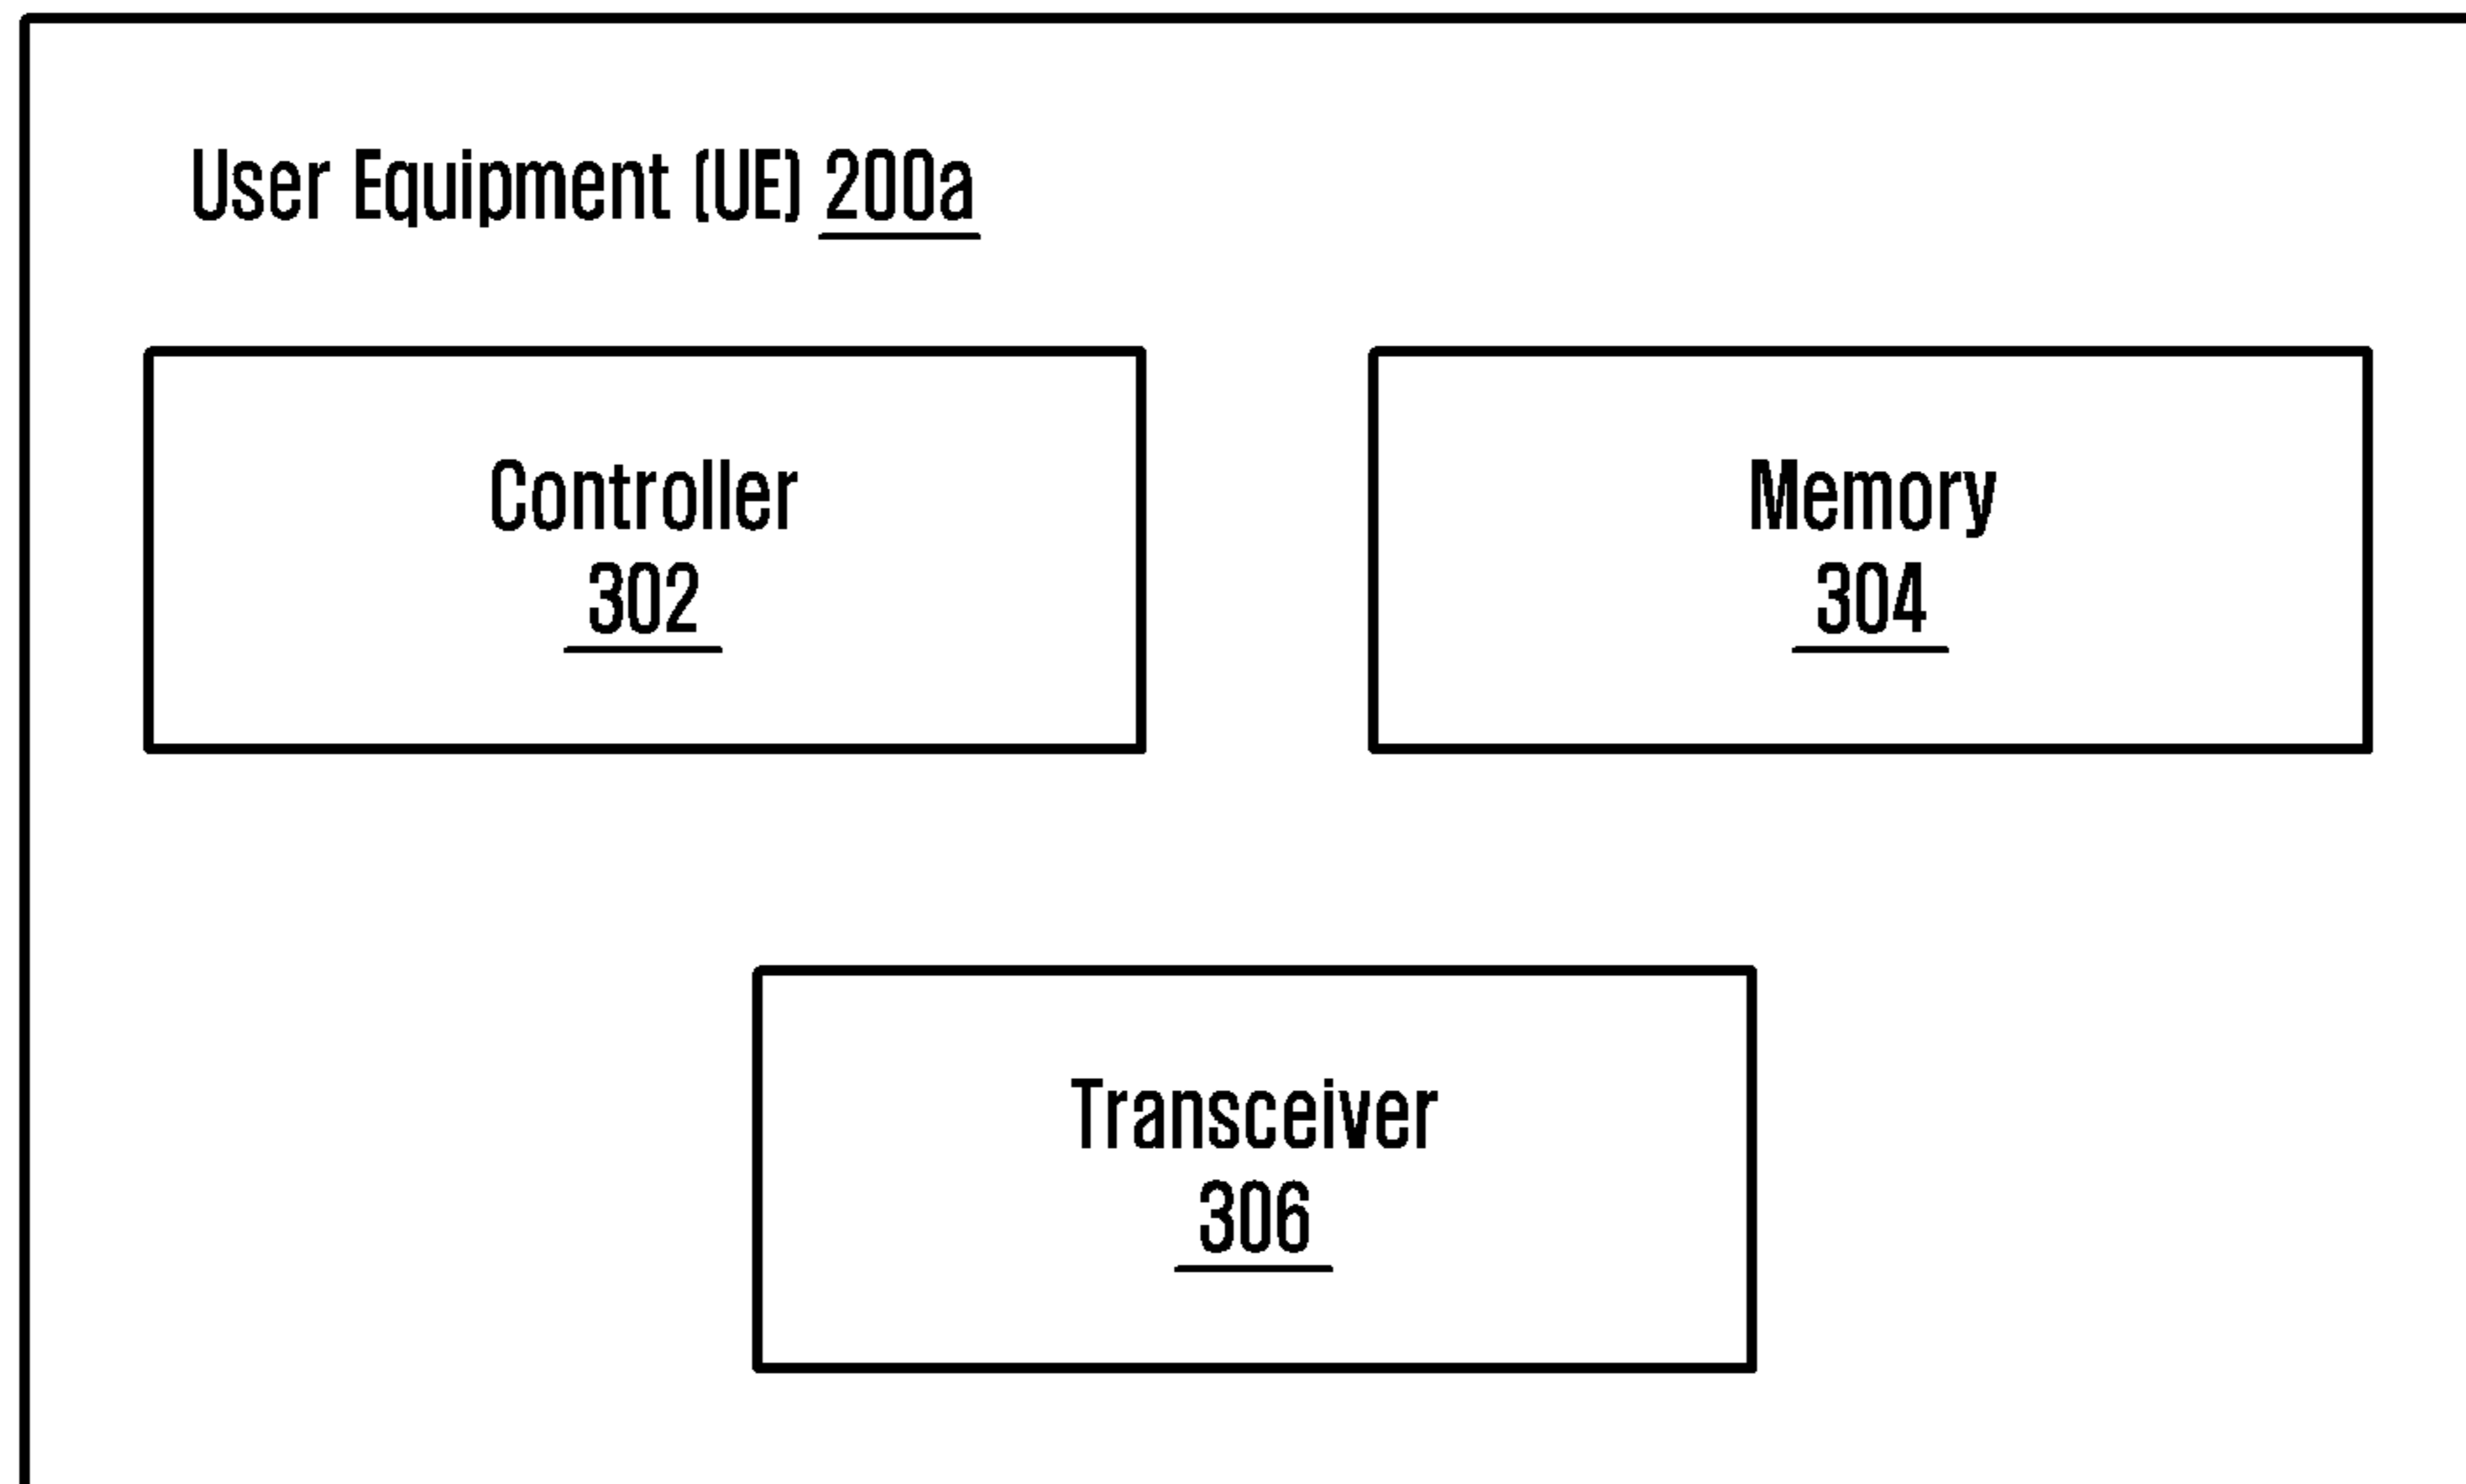 User Equipment (UE) 200a
Controller
302
Memory
304
Transceiver
306